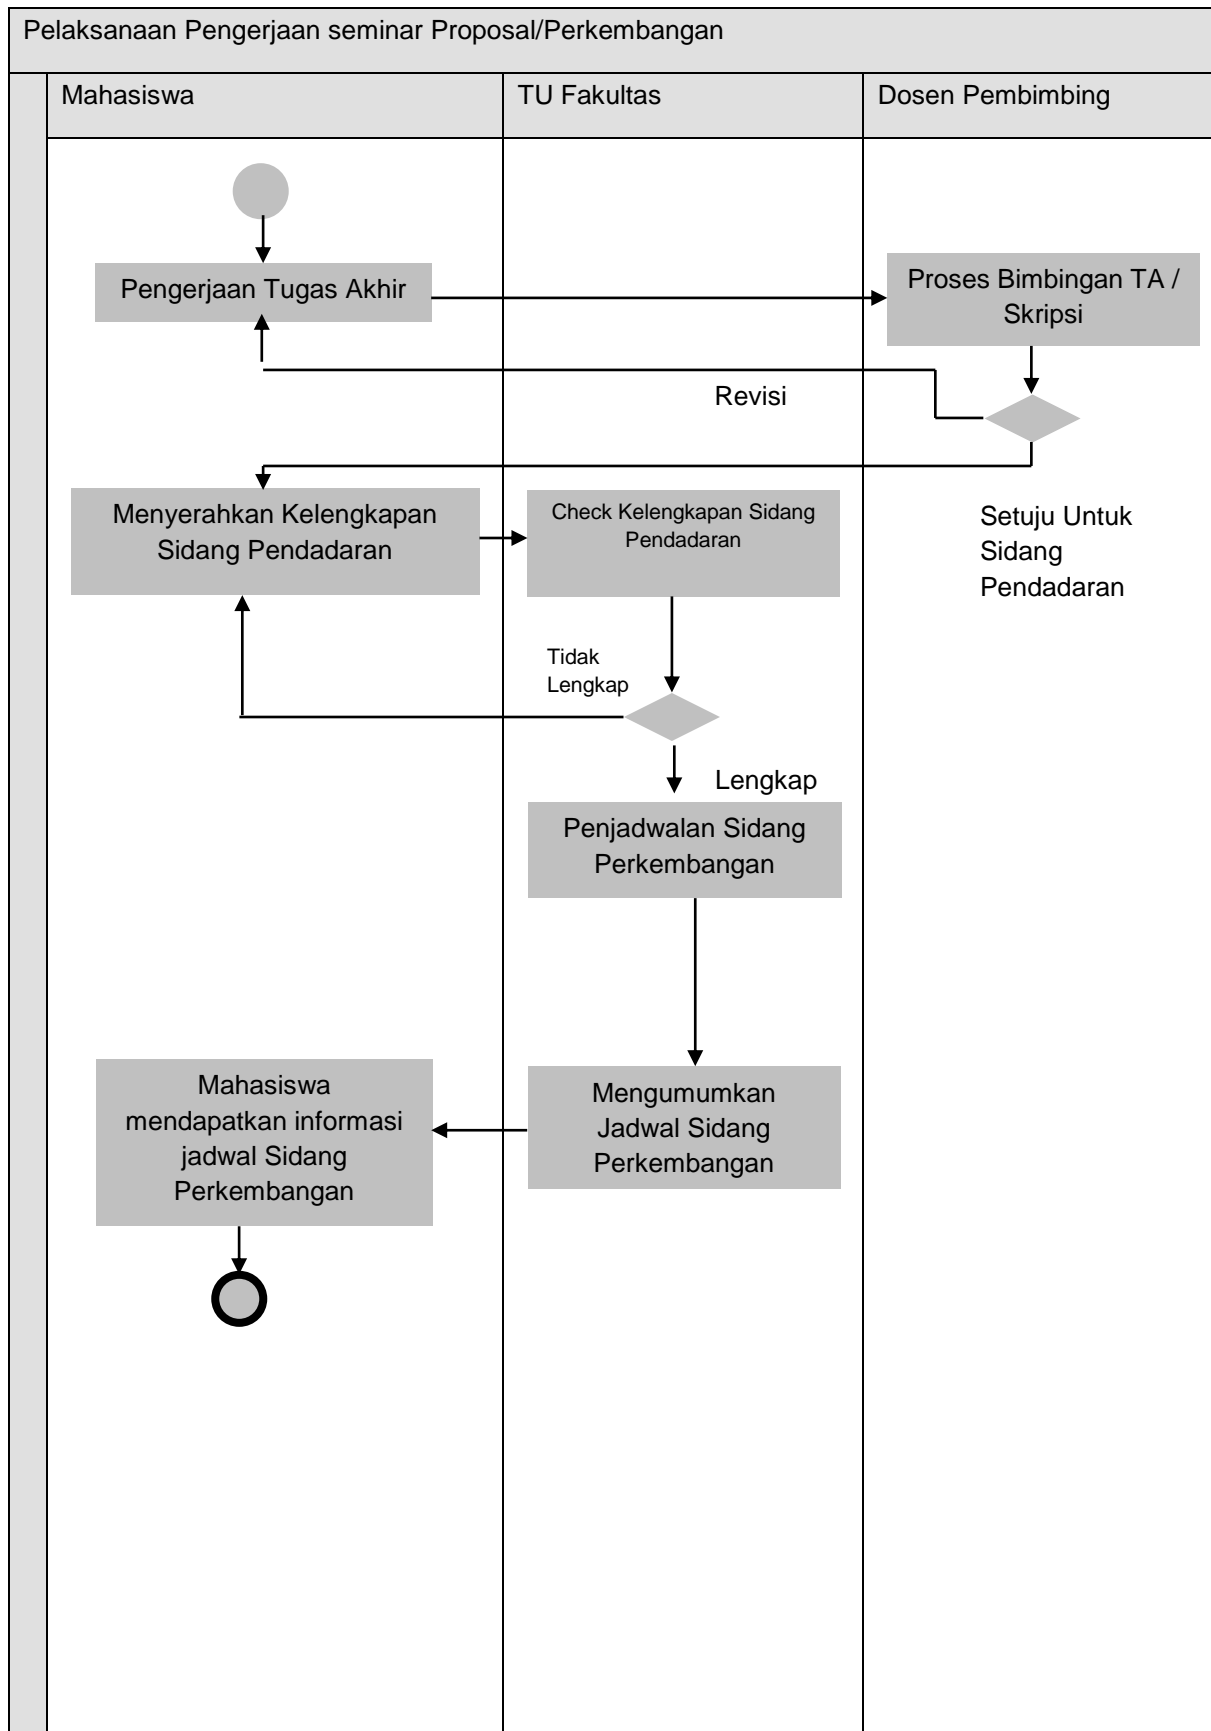 Pelaksanaan Pengerjaan seminar Proposal/Perkembangan
Mahasiswa
TU Fakultas
Dosen Pembimbing
Pengerjaan Tugas Akhir
Proses Bimbingan TA /
Skripsi
Revisi
Menyerahkan Kelengkapan
Sidang Pendadaran
Check Kelengkapan Sidang
Pendadaran
Setuju Untuk
Sidang
Pendadaran
Tidak
Lengkap
Lengkap
Penjadwalan Sidang
Perkembangan
Mahasiswa
mendapatkan informasi
jadwal Sidang
Perkembangan
Mengumumkan
Jadwal Sidang
Perkembangan